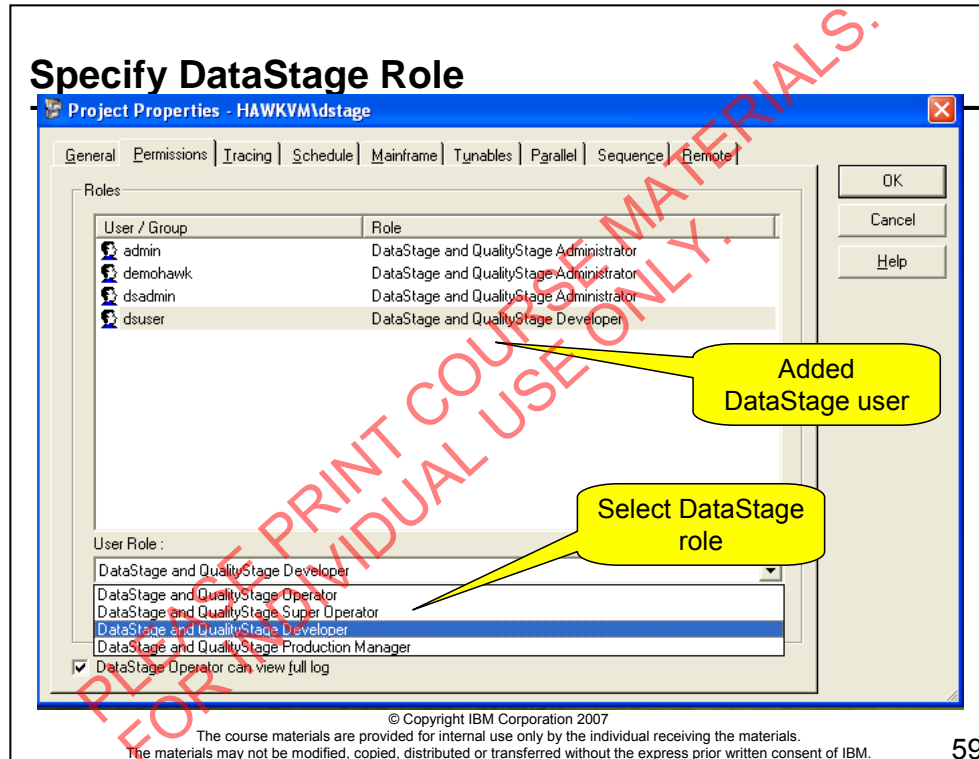 Specify DataStage Role
Project Properties - HAWKVM\dstage
General Permissions Tracing Schedule Mainframe Tunables Parallel Sequence Remote
OK
Cancel
Help
Roles
User / Group Role
admin DataStage and QualityStage Administrator
demohawk DataStage and QualityStage Administrator
dsadmin DataStage and QualityStage Administrator
dsuser DataStage and QualityStage Developer
Added
DataStage user
Select DataStage
role
User Role :
DataStage and QualityStage Developer
DataStage and QualityStage Operator
DataStage and QualityStage Super Operator
DataStage and QualityStage Developer
DataStage and QualityStage Production Manager
DataStage Operator can view full log
PLEASE PRINT COURSE MATERIALS.
FOR INDIVIDUAL USE ONLY.
© Copyright IBM Corporation 2007
The course materials are provided for internal use only by the individual receiving the materials.
The materials may not be modified, copied, distributed or transferred without the express prior written consent of IBM.
59